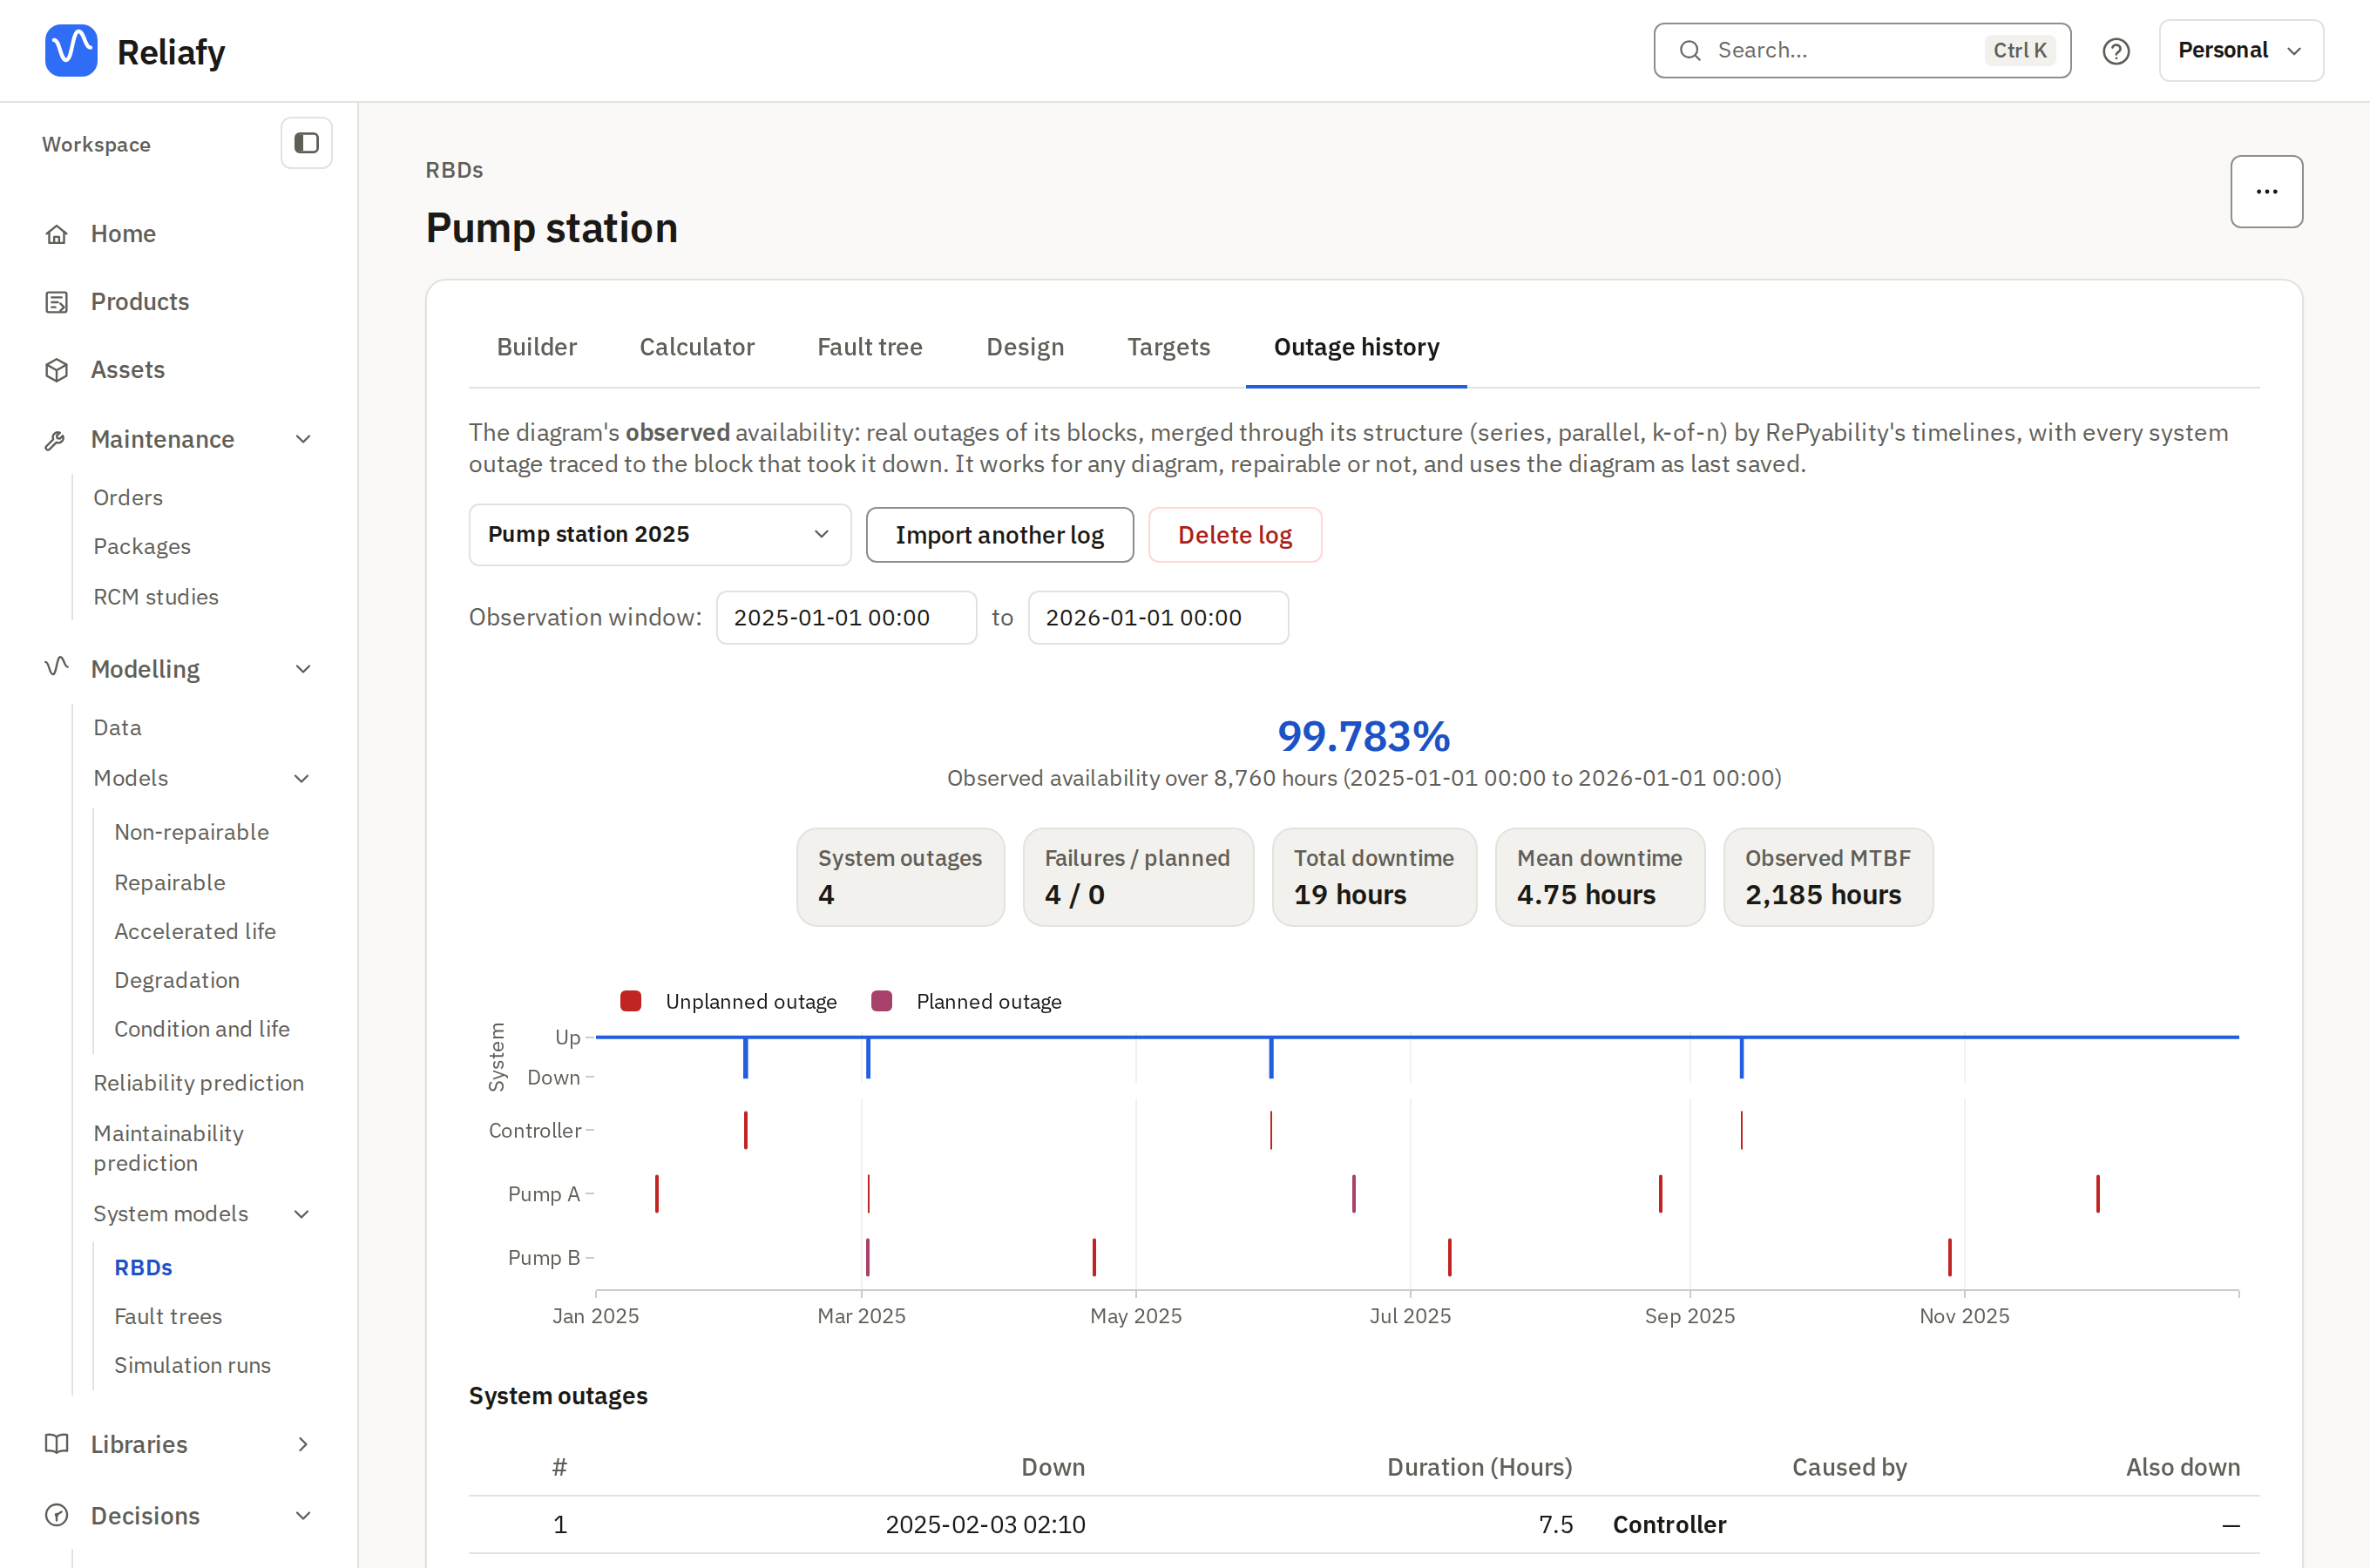 Reliafy
Search...
Ctrl K
Personal
Workspace
Home
Products
Assets
Maintenance
Orders
Packages
RCM studies
Modelling
Data
Models
Non-repairable
Repairable
Accelerated life
Degradation
Condition and life
Reliability prediction
Maintainability
prediction
System models
RBDs
Fault trees
Simulation runs
Libraries
Decisions
RBDs
Pump station
Builder
Calculator
Fault tree
Design
Targets
Outage history
The diagram's observed availability: real outages of its blocks, merged through its structure (series, parallel, k-of-n) by RePyability's timelines, with every system
outage traced to the block that took it down. It works for any diagram, repairable or not, and uses the diagram as last saved.
Pump station 2025
Import another log
Delete log
Observation window:
2025-01-01 00:00
to
2026-01-01 00:00
99.783%
Observed availability over 8,760 hours (2025-01-01 00:00 to 2026-01-01 00:00)
System outages
4
Failures / planned
4 / 0
Total downtime
19 hours
Mean downtime
4.75 hours
Observed MTBF
2,185 hours
Unplanned outage
Planned outage
System
Up
Down
Controller
Pump A
Pump B
Jan 2025
Mar 2025
May 2025
Jul 2025
Sep 2025
Nov 2025
System outages
#
Down
Duration (Hours)
Caused by
Also down
1
2025-02-03 02:10
7.5
Controller
—